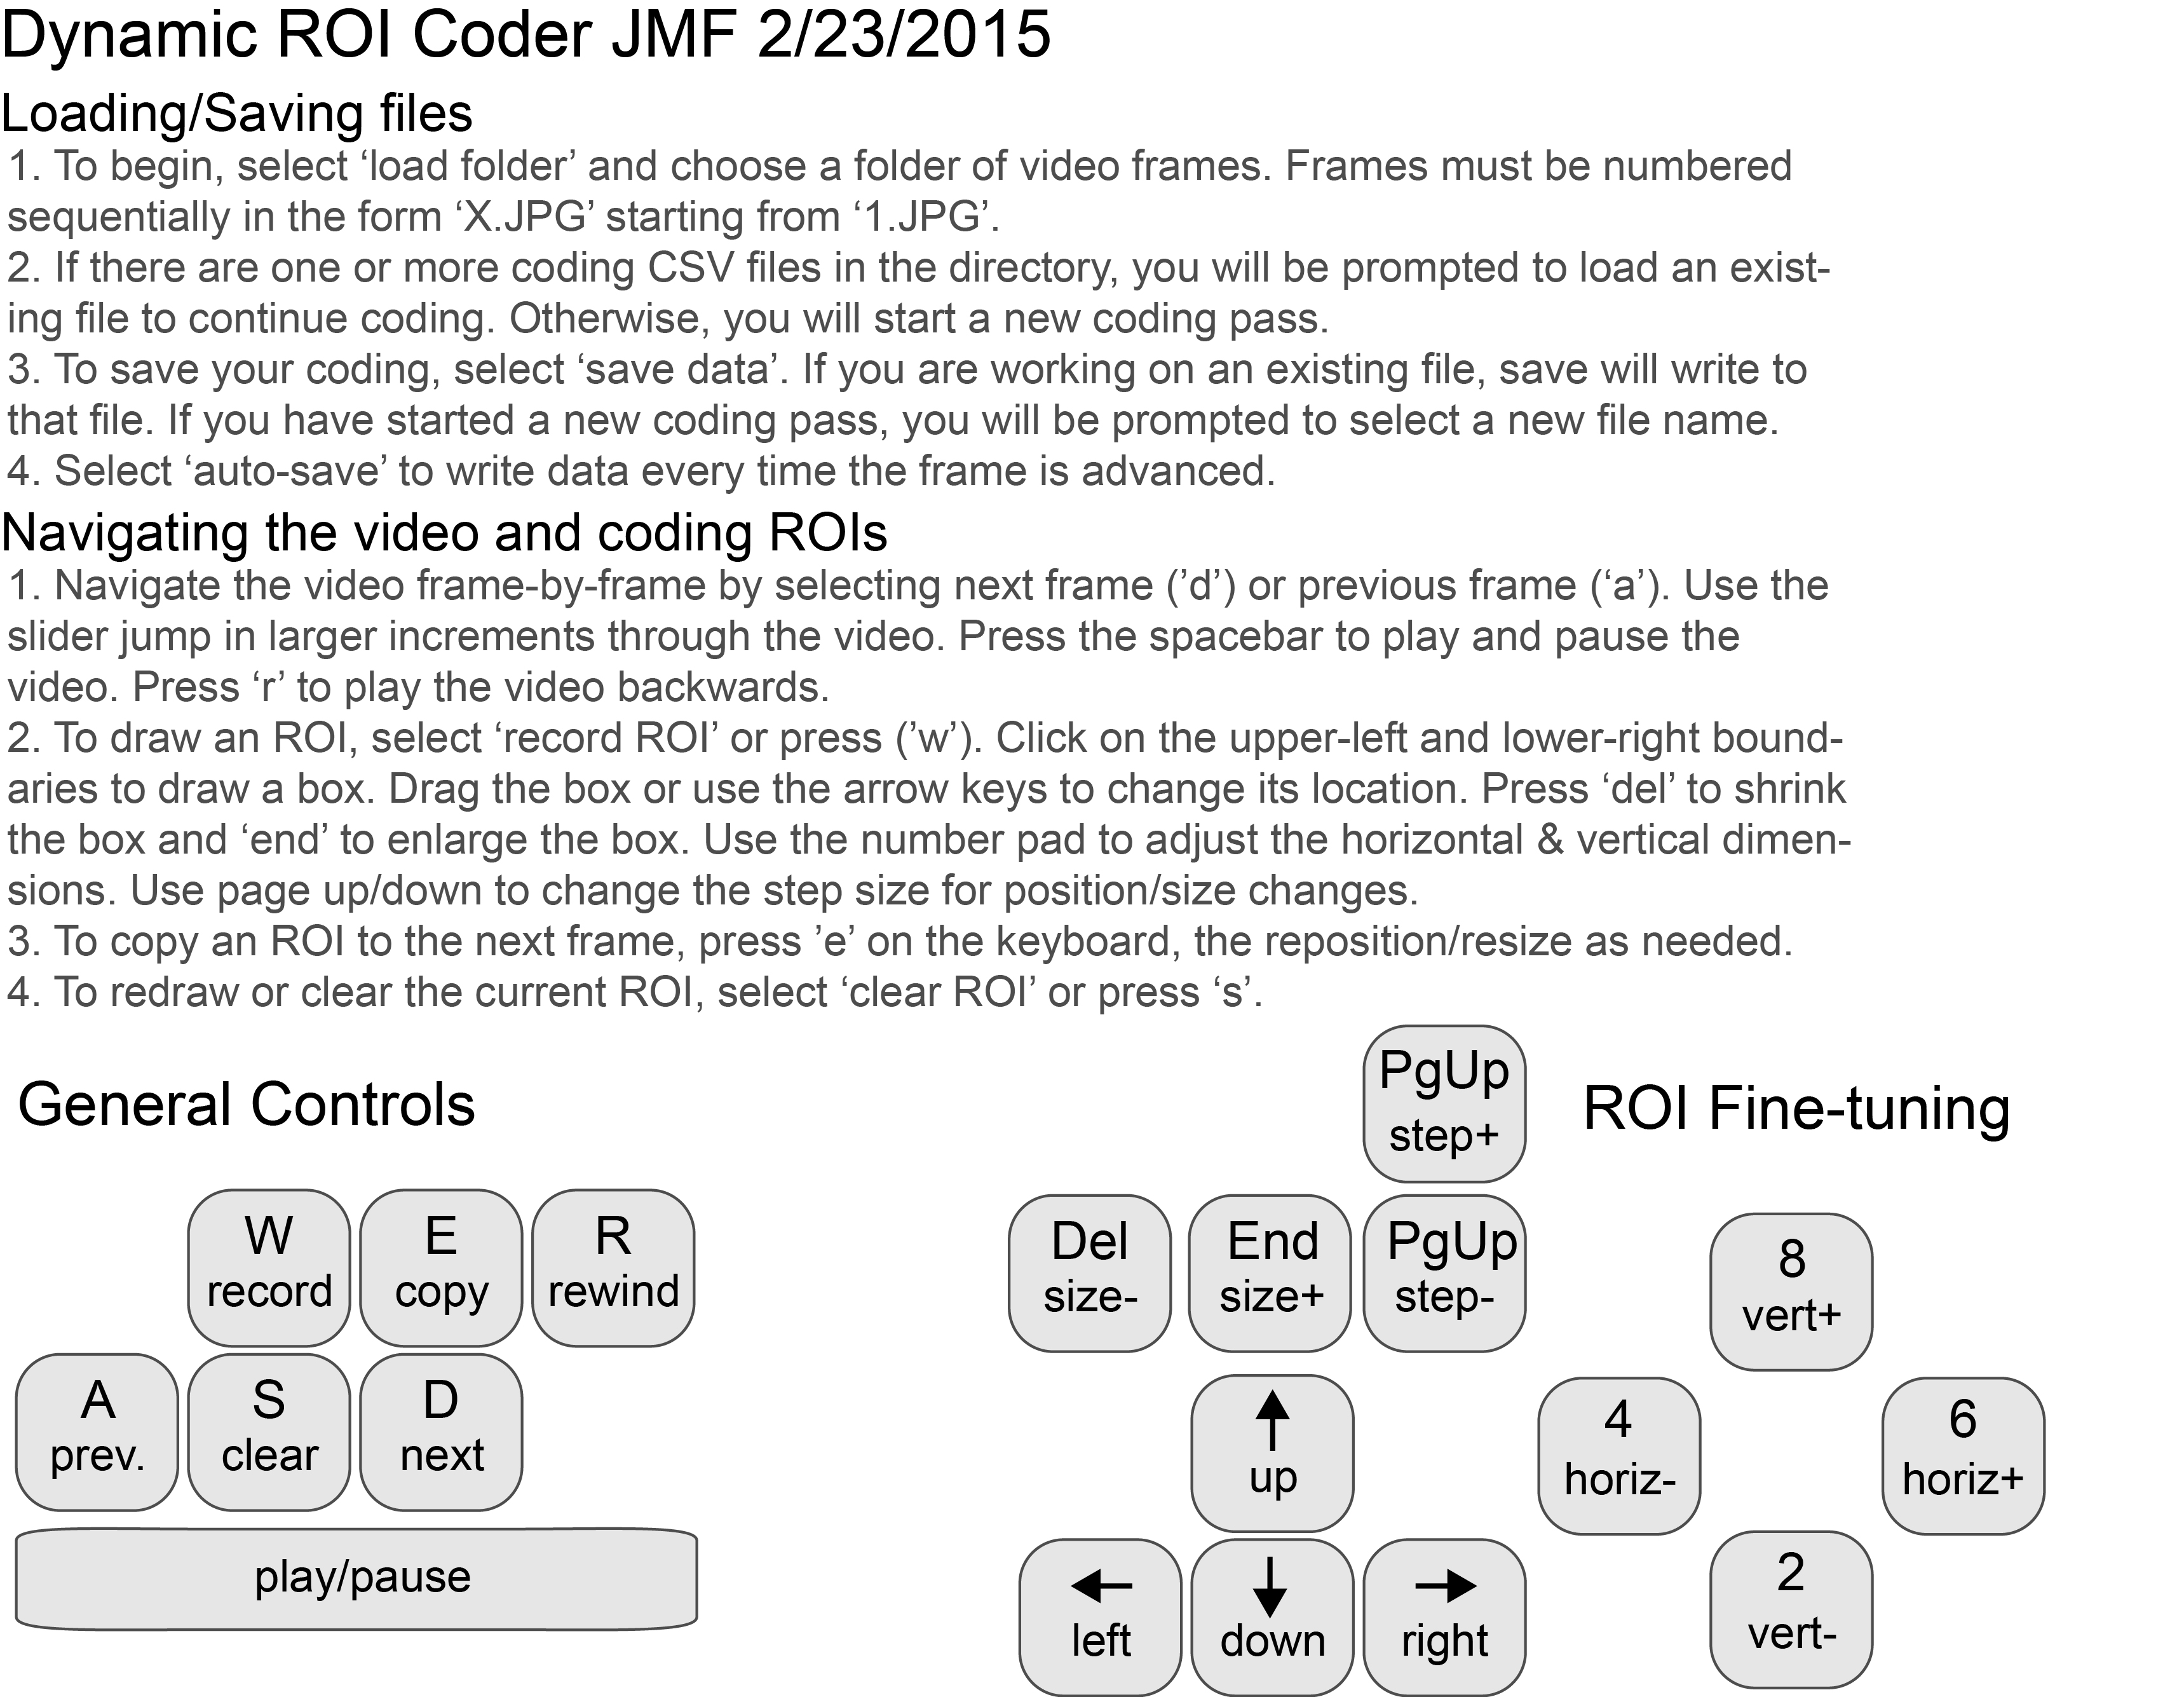 Dynamic ROI Coder JMF 2/23/2015
Loading/Saving files
1. To begin, select ‘load folder’ and choose a folder of video frames. Frames must be numbered
sequentially in the form ‘X.JPG’ starting from ‘1.JPG’.
2. If there are one or more coding CSV files in the directory, you will be prompted to load an exist-
ing file to continue coding. Otherwise, you will start a new coding pass.
3. To save your coding, select ‘save data’. If you are working on an existing file, save will write to
that file. If you have started a new coding pass, you will be prompted to select a new file name.
4. Select ‘auto-save’ to write data every time the frame is advanced.
Navigating the video and coding ROIs
1. Navigate the video frame-by-frame by selecting next frame (’d’) or previous frame (‘a’). Use the
slider jump in larger increments through the video. Press the spacebar to play and pause the
video. Press ‘r’ to play the video backwards.
2. To draw an ROI, select ‘record ROI’ or press (’w’). Click on the upper-left and lower-right bound-
aries to draw a box. Drag the box or use the arrow keys to change its location. Press ‘del’ to shrink
the box and ‘end’ to enlarge the box. Use the number pad to adjust the horizontal & vertical dimen-
sions. Use page up/down to change the step size for position/size changes.
3. To copy an ROI to the next frame, press ’e’ on the keyboard, the reposition/resize as needed.
4. To redraw or clear the current ROI, select ‘clear ROI’ or press ‘s’.
General Controls
W
record
E
copy
R
rewind
A
prev.
S
clear
D
next
play/pause
ROI Fine-tuning
PgUp
step+
Del
size-
End
size+
PgUp
step-
up
left
down
right
8
vert+
4
horiz-
6
horiz+
2
vert-